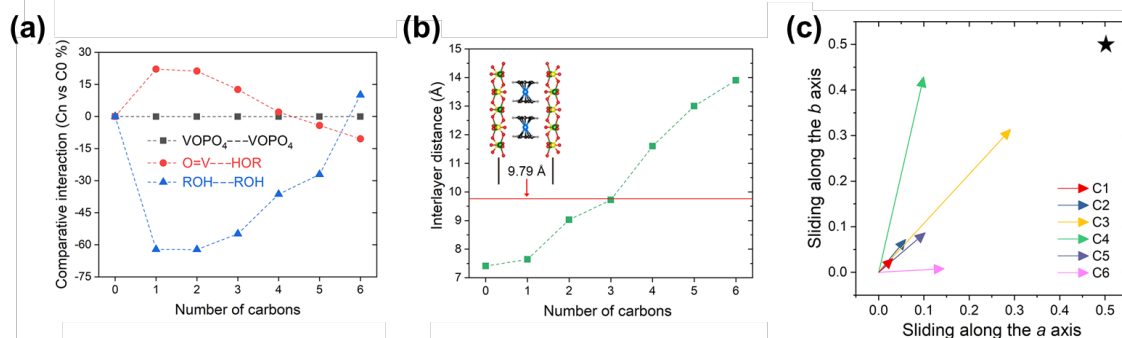 (a)
Comparative interaction (Cn vs C0 %)
30
15
0
-15
-30
-45
-60
-75
VOPO4----VOPO4
O=V----HOR
ROH----ROH
0 1 2 3 4 5 6
Number of carbons
(b)
Interlayer distance (Å)
15
14
13
12
11
10
9
8
7
9.79 Å
0 1 2 3 4 5 6
Number of carbons
(c)
Sliding along the b axis
0.5
0.4
0.3
0.2
0.1
0.0
C1
C2
C3
C4
C5
C6
0.0 0.1 0.2 0.3 0.4 0.5
Sliding along the a axis